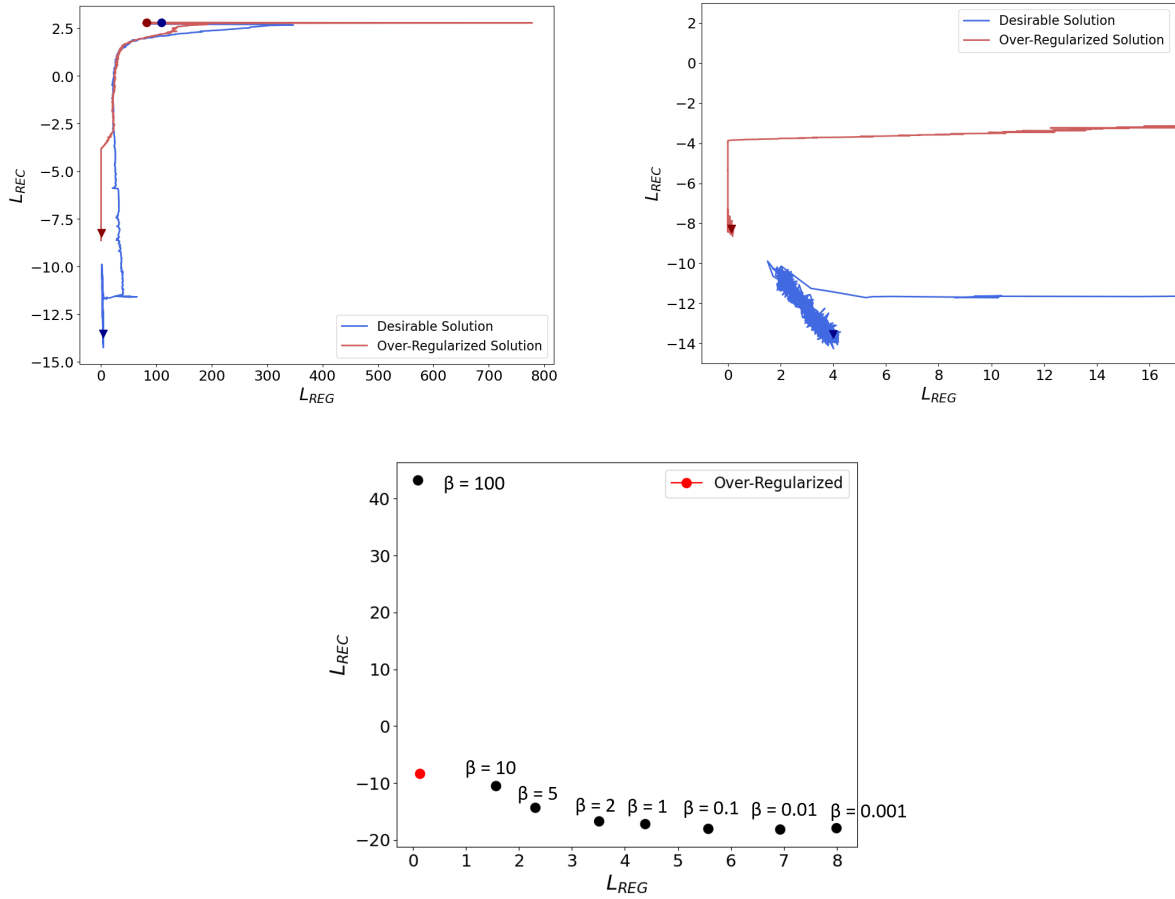 2.5
0.0
−2.5
−5.0
−7.5
−10.0
−12.5
−15.0
L_REC
0 100 200 300 400 500 600 700 800
L_REG
Desirable Solution
Over-Regularized Solution
2
0
−2
−4
−6
−8
−10
−12
−14
L_REC
0 2 4 6 8 10 12 14 16
L_REG
Desirable Solution
Over-Regularized Solution
40
30
20
10
0
−10
−20
L_REC
Over-Regularized
β = 100
β = 10
β = 5
β = 2
β = 1
β = 0.1
β = 0.01
β = 0.001
0 1 2 3 4 5 6 7 8
L_REG